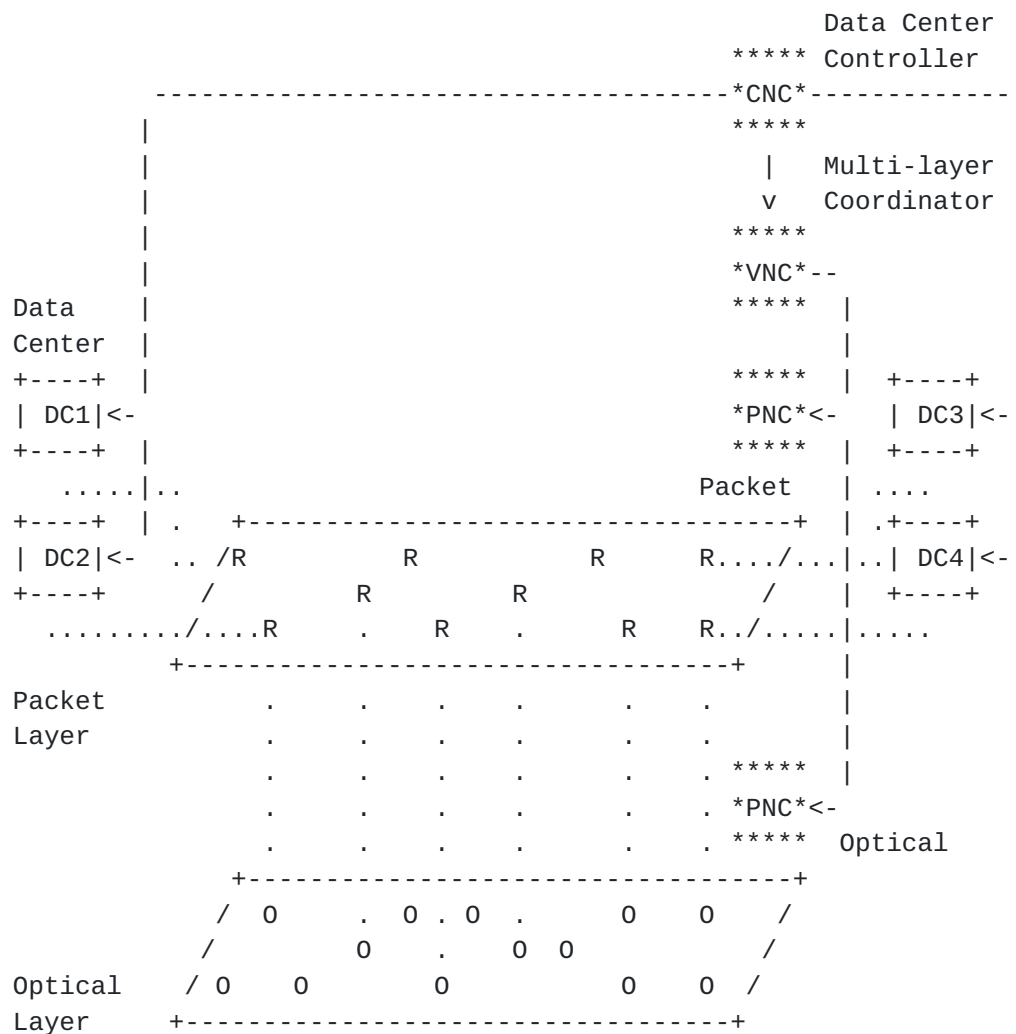 Data Center
                                                  ***** Controller
          -------------------------------------*CNC*-------------
         |                                        *****
         |                                          |   Multi-layer
         |                                          v   Coordinator
         |                                        *****
         |                                        *VNC*--
Data     |                                        *****  |
Center   |                                               |
+----+   |                                        *****  |  +----+
| DC1|<-                                          *PNC*<-   | DC3|<-
+----+   |                                        *****  |  +----+
   .....|..                                     Packet   | ....
+----+  | .   +-----------------------------------+  | .+----+
| DC2|<-  .. /R          R           R      R..../...|..| DC4|<-
+----+      /         R         R               /    |  +----+
  ........./....R     .    R    .      R    R../.....|.....
          +-----------------------------------+      |
Packet          .     .    .    .      .    .        |
Layer           .     .    .    .      .    .        |
                .     .    .    .      .    . *****  |
                .     .    .    .      .    . *PNC*<-
                .     .    .    .      .    . *****  Optical
              +-----------------------------------+
             /  O     .  O . O  .      O    O    /
            /         O    .    O  O            /
Optical    / O    O        O           O    O  /
Layer     +-----------------------------------+